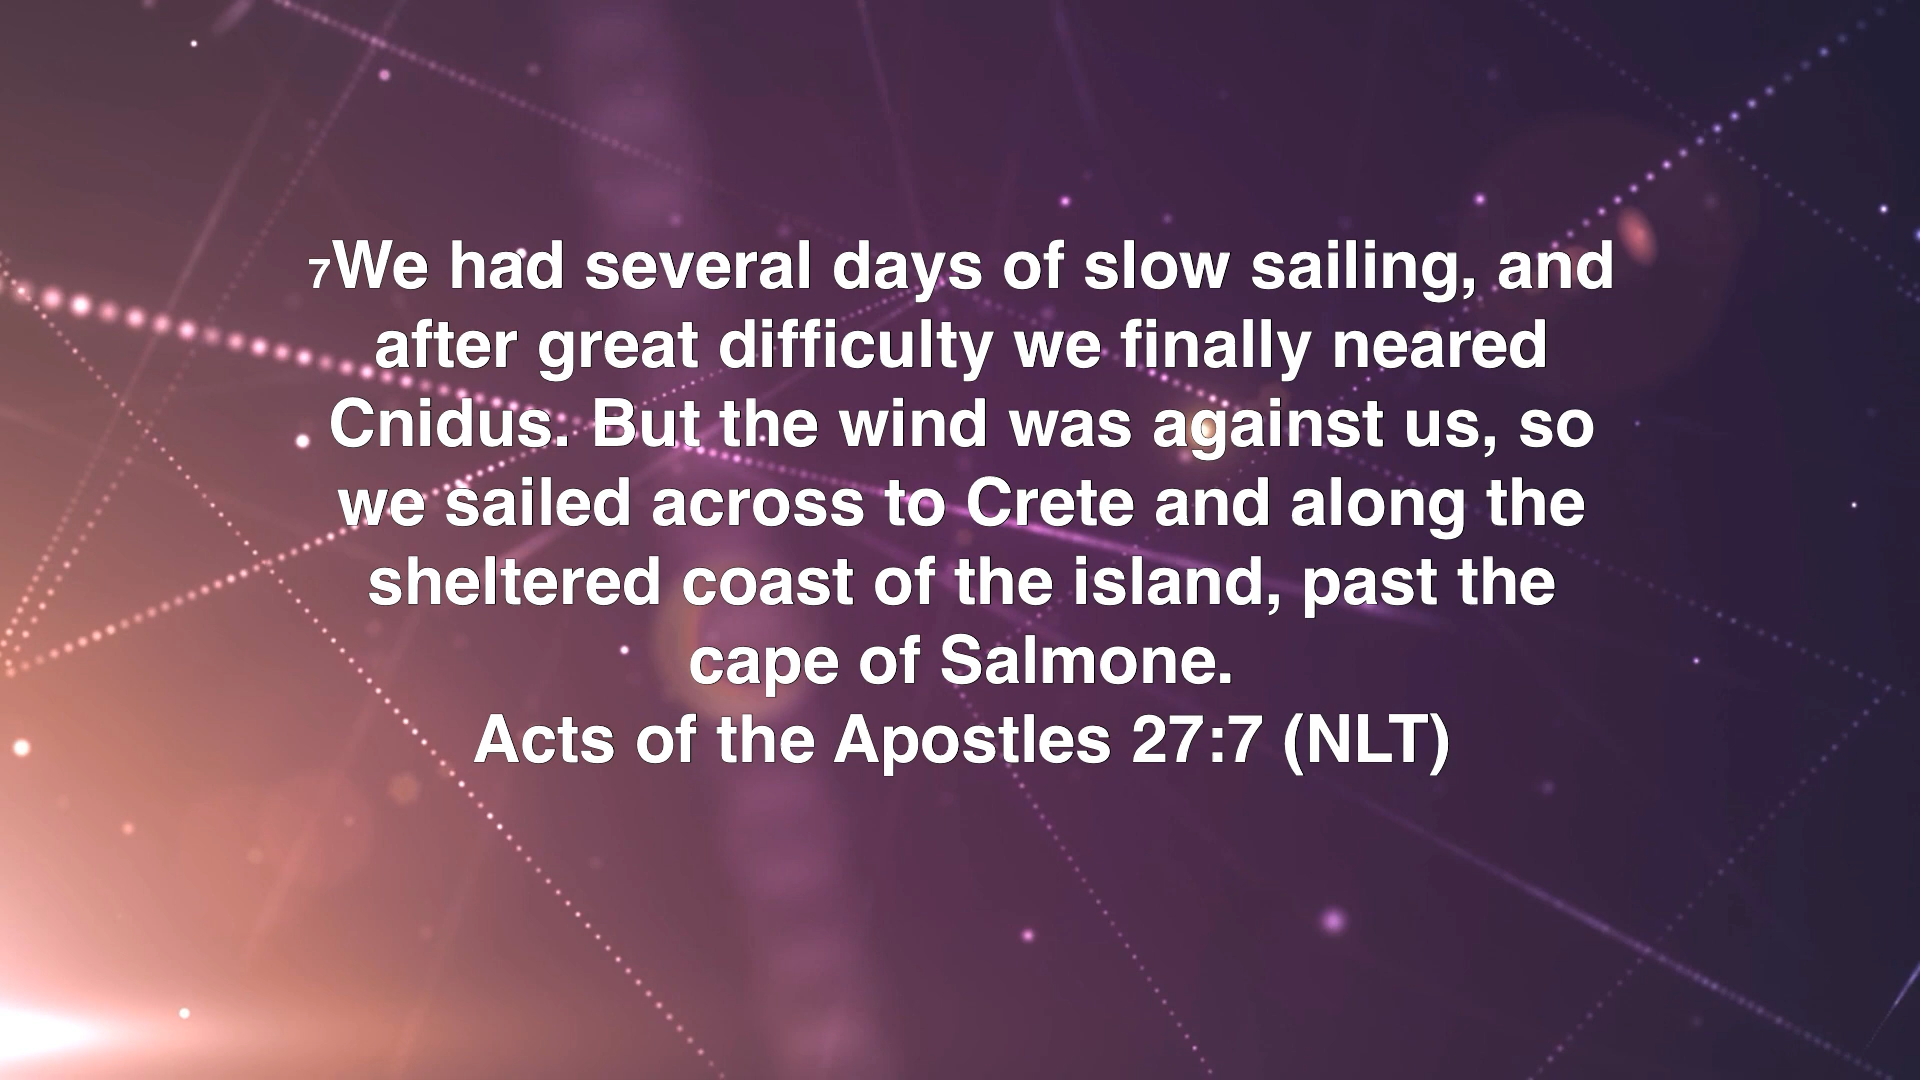 7We had several days of slow sailing, and
after great difficulty we finally neared
Cnidus. But the wind was against us, so
we sailed across to Crete and along the
sheltered coast of the island, past the
cape of Salmone.
Acts of the Apostles 27:7 (NLT)